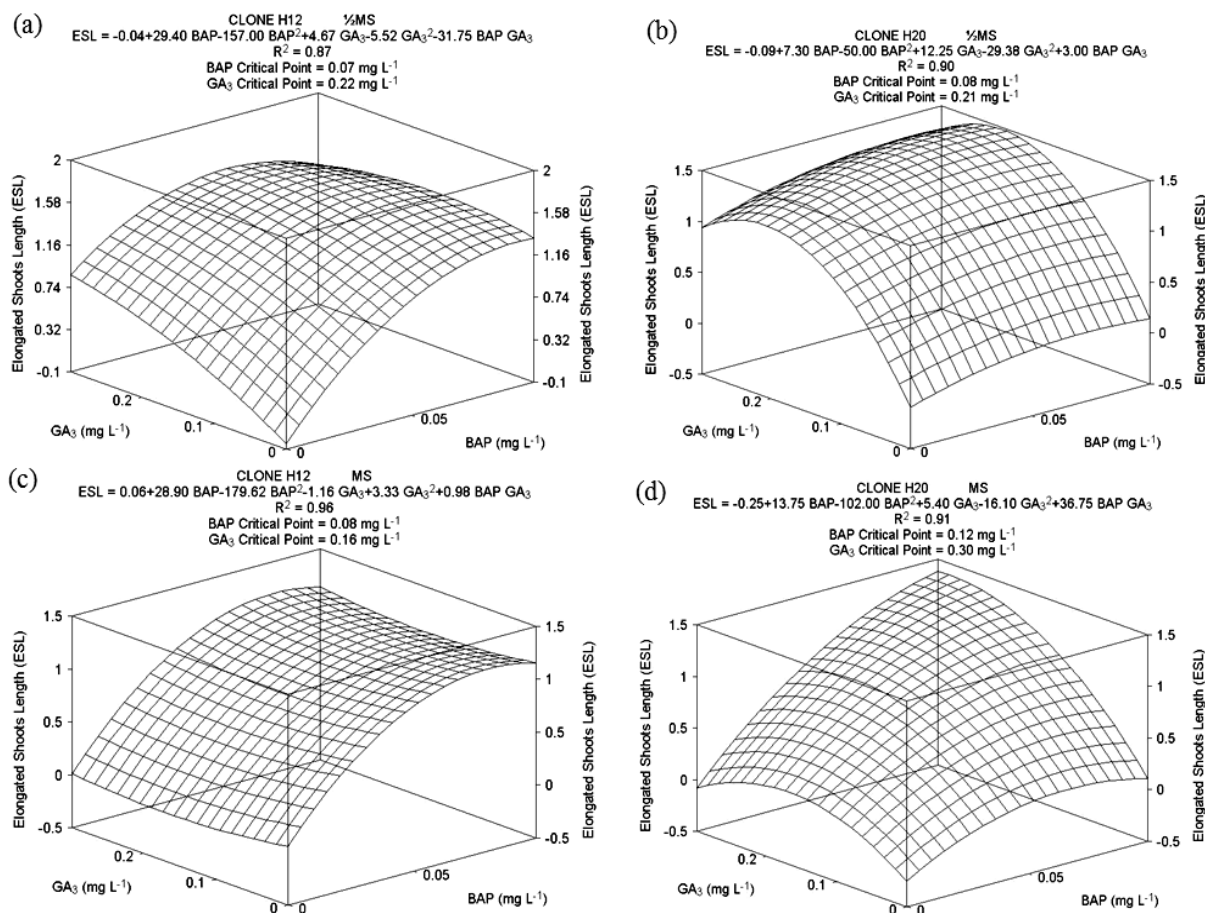 (a)
CLONE H12 ½MS
ESL = -0.04+29.40 BAP-157.00 BAP²+4.67 GA₃-5.52 GA₃²-31.75 BAP GA₃
R² = 0.87
BAP Critical Point = 0.07 mg L⁻¹
GA₃ Critical Point = 0.22 mg L⁻¹
Elongated Shoots Length (ESL)
2
1.58
1.16
0.74
0.32
-0.1
0.2
0.1
0
GA₃ (mg L⁻¹)
0
0.05
BAP (mg L⁻¹)
2
1.58
1.16
0.74
0.32
-0.1
Elongated Shoots Length (ESL)
(b)
CLONE H20 ½MS
ESL = -0.09+7.30 BAP-50.00 BAP²+12.25 GA₃-29.38 GA₃²+3.00 BAP GA₃
R² = 0.90
BAP Critical Point = 0.08 mg L⁻¹
GA₃ Critical Point = 0.21 mg L⁻¹
Elongated Shoots Length (ESL)
1.5
1
0.5
0
-0.5
0.2
0.1
0
GA₃ (mg L⁻¹)
0
0.05
BAP (mg L⁻¹)
1.5
1
0.5
0
-0.5
Elongated Shoots Length (ESL)
(c)
CLONE H12 MS
ESL = 0.06+28.90 BAP-179.62 BAP²-1.16 GA₃+3.33 GA₃²+0.98 BAP GA₃
R² = 0.96
BAP Critical Point = 0.08 mg L⁻¹
GA₃ Critical Point = 0.16 mg L⁻¹
Elongated Shoots Length (ESL)
1.5
1
0.5
0
-0.5
0.2
0.1
0
GA₃ (mg L⁻¹)
0
0.05
BAP (mg L⁻¹)
1.5
1
0.5
0
-0.5
Elongated Shoots Length (ESL)
(d)
CLONE H20 MS
ESL = -0.25+13.75 BAP-102.00 BAP²+5.40 GA₃-16.10 GA₃²+36.75 BAP GA₃
R² = 0.91
BAP Critical Point = 0.12 mg L⁻¹
GA₃ Critical Point = 0.30 mg L⁻¹
Elongated Shoots Length (ESL)
1.5
1
0.5
0
-0.5
0.2
0.1
0
GA₃ (mg L⁻¹)
0
0.05
BAP (mg L⁻¹)
1.5
1
0.5
0
-0.5
Elongated Shoots Length (ESL)